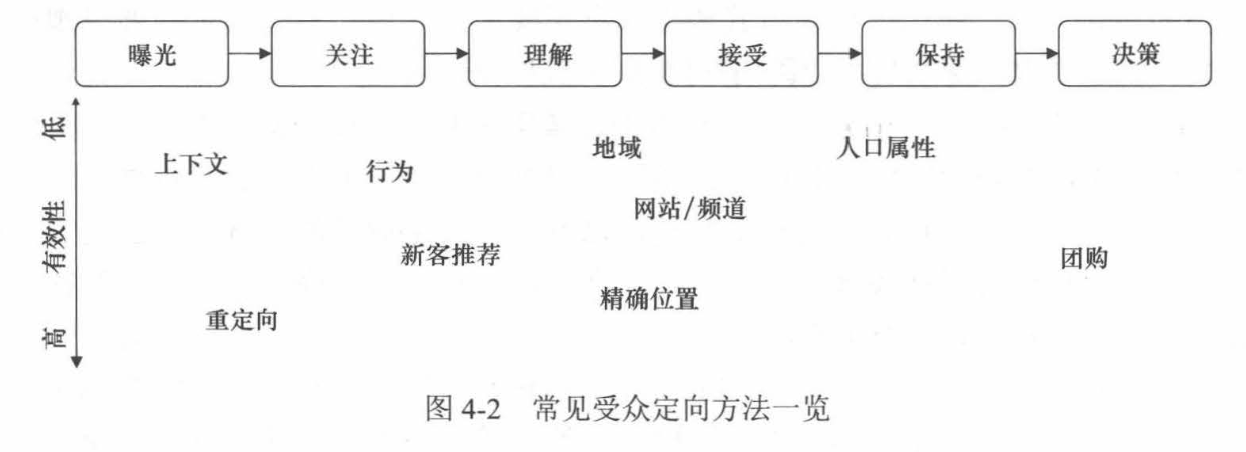 曝光 关注 理解 接受 保持 决策
低
地域 人口属性
上下文 行为
网站/频道
有效性
新客推荐 团购
精确位置
重定向
高
图 4-2 常见受众定向方法一览